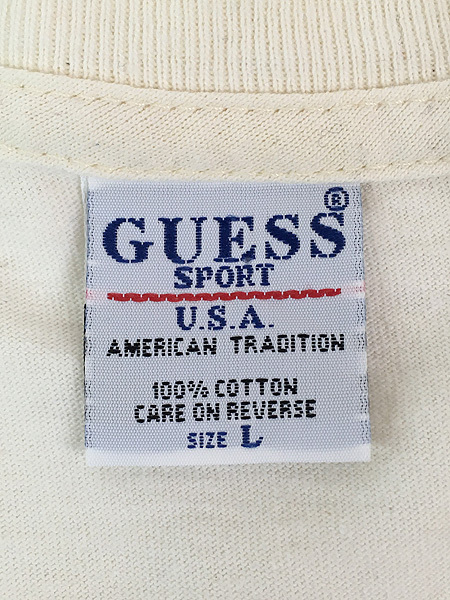 GUESS®
SPORT
U.S.A.
AMERICAN TRADITION
100% COTTON
CARE ON REVERSE
SIZE L